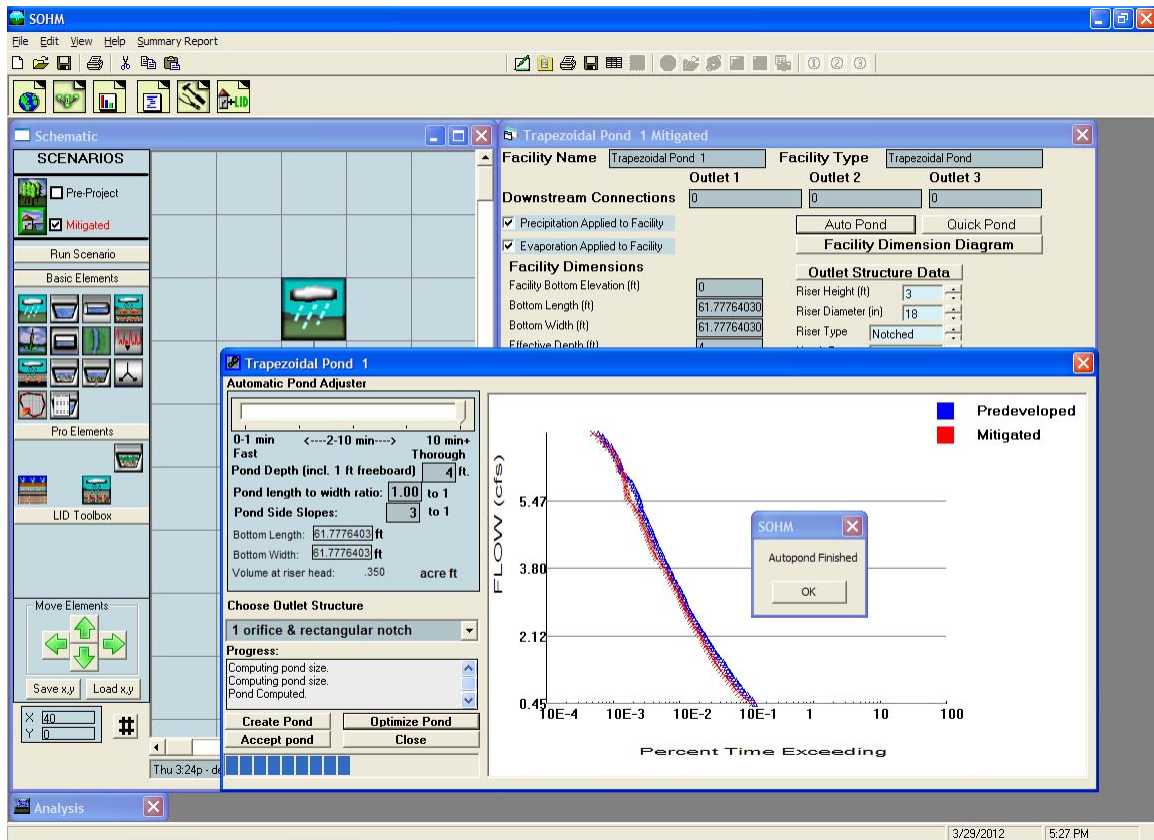 SOHM
File Edit View Help Summary Report
Schematic
SCENARIOS
Pre-Project
Mitigated
Run Scenario
Basic Elements
Pro Elements
LID Toolbox
Move Elements
Save x,y Load x,y
X 40
Y 0
#
Thu 3:24p - de
Analysis
Trapezoidal Pond 1 Mitigated
Facility Name Trapezoidal Pond 1 Facility Type Trapezoidal Pond
Outlet 1 Outlet 2 Outlet 3
Downstream Connections 0 0 0
Precipitation Applied to Facility Auto Pond Quick Pond
Evaporation Applied to Facility Facility Dimension Diagram
Facility Dimensions Outlet Structure Data
Facility Bottom Elevation (ft) 0 Riser Height (ft) 3
Bottom Length (ft) 61.77764030 Riser Diameter (in) 18
Bottom Width (ft) 61.77764030 Riser Type Notched
Effective Depth (ft) 4
Trapezoidal Pond 1
Automatic Pond Adjuster
0-1 min <----2-10 min----> 10 min+
Fast Thorough
Pond Depth (incl. 1 ft freeboard) 4 ft.
Pond length to width ratio: 1.00 to 1
Pond Side Slopes: 3 to 1
Bottom Length: 61.7776403 ft
Bottom Width: 61.7776403 ft
Volume at riser head: .350 acre ft
Choose Outlet Structure
1 orifice & rectangular notch
Progress:
Computing pond size.
Computing pond size.
Pond Computed.
Create Pond Optimize Pond
Accept pond Close
Predeveloped
Mitigated
FLOW (cfs)
5.47
3.80
2.12
0.45
10E-4 10E-3 10E-2 10E-1 1 10 100
Percent Time Exceeding
SOHM
Autopond Finished
OK
3/29/2012 5:27 PM